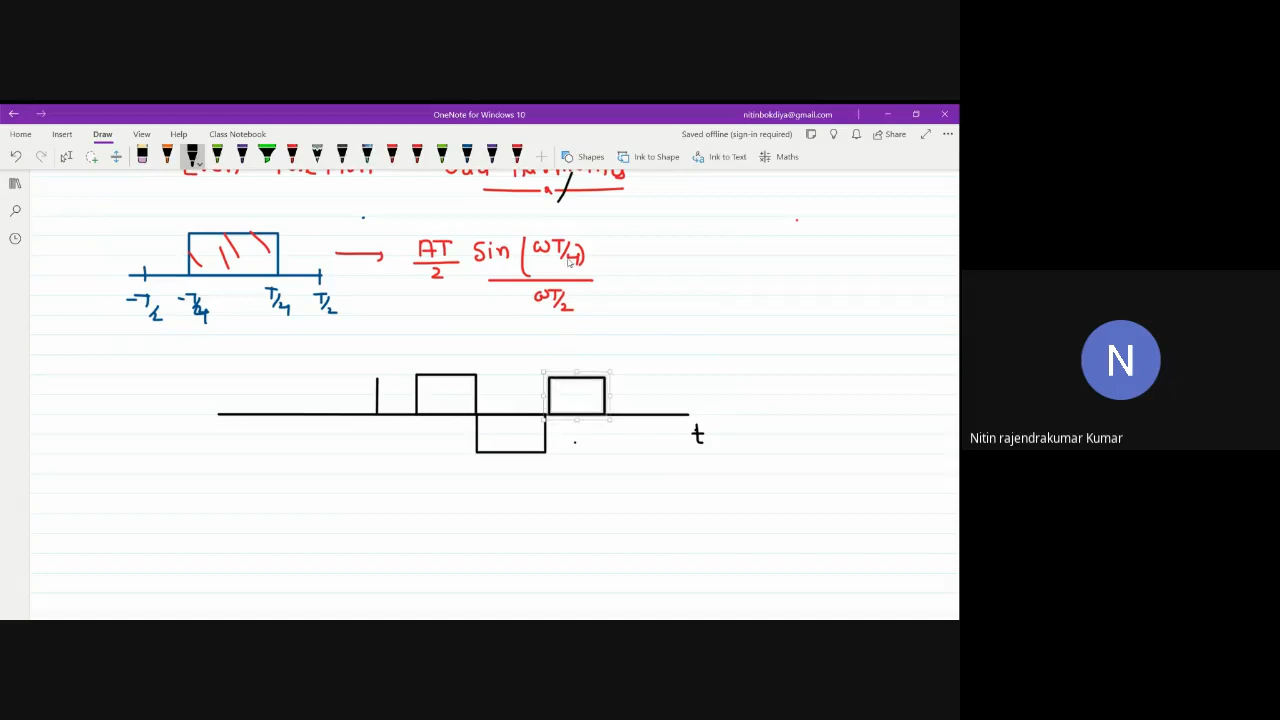 OneNote for Windows 10
nitinbokdiya@gmail.com
Home Insert Draw View Help Class Notebook
Saved offline (sign-in required)
Share
Shapes Ink to Shape Ink to Text Maths
AT/2 Sin(ωT/4)/ωT/2
-T/2 -T/4 T/4 T/2
t
N
Nitin rajendrakumar Kumar